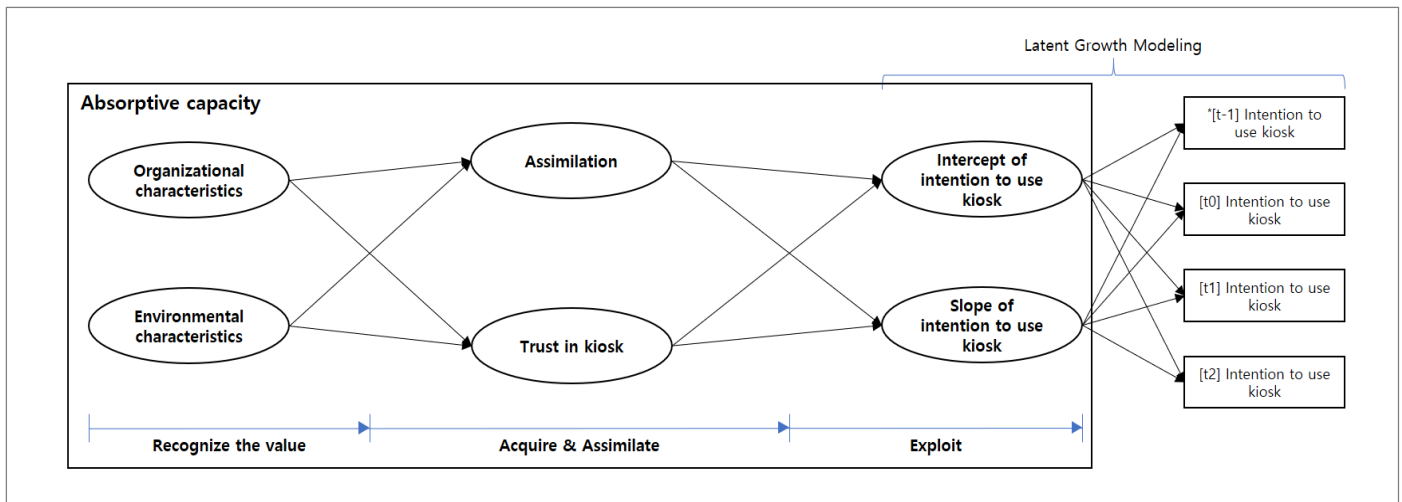 Latent Growth Modeling
Absorptive capacity
Organizational
characteristics
Environmental
characteristics
Assimilation
Trust in kiosk
Intercept of
intention to use
kiosk
Slope of
intention to use
kiosk
*[t-1] Intention to
use kiosk
[t0] Intention to use
kiosk
[t1] Intention to use
kiosk
[t2] Intention to use
kiosk
Recognize the value
Acquire & Assimilate
Exploit